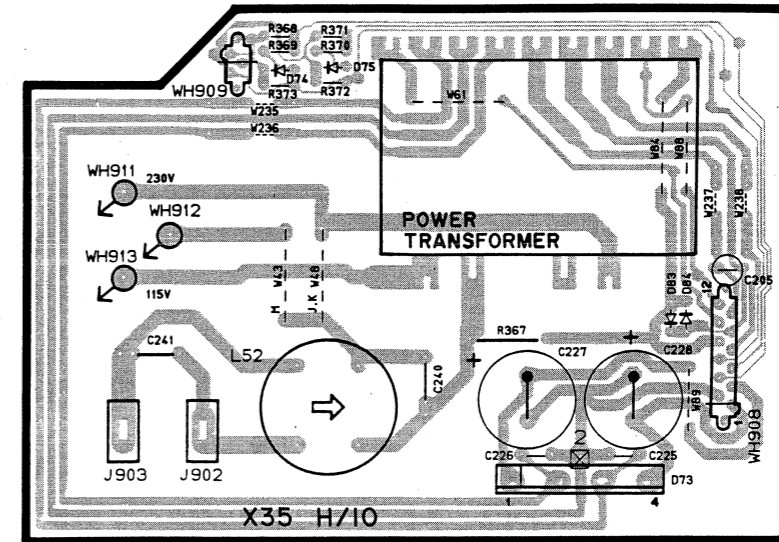 R368 R371
R369 R370
D74 D75
WH909 R373 R372
W235
W61
W236
W84 W88
WH911 230V
W237 W238
WH912
POWER
TRANSFORMER
WH913
115V
W43 W48
M J.K
D83 D84
12
C205
C241
L52
R367
+
+
C227
C228
C240
W89
1
WH908
J903 J902
C226
2
C225
D73
1 4
X35 H/10